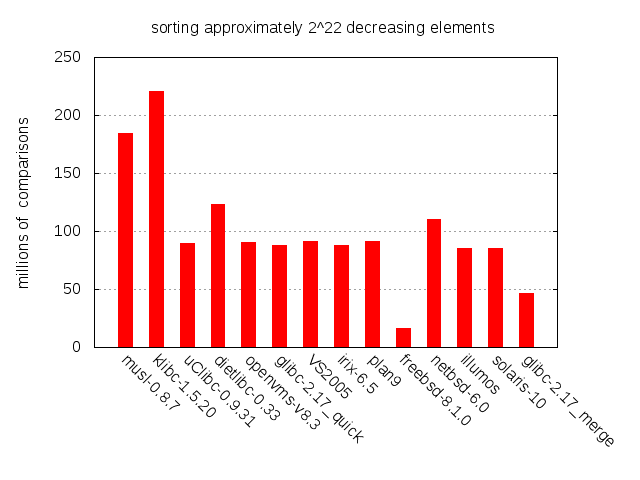 sorting approximately 2^22 decreasing elements
millions of comparisons
250
200
150
100
50
0
musl-0.8.7
klibc-1.5.20
uClibc-0.9.31
dietlibc-0.33
openvms-v8.3
glibc-2.17_quick
VS2005
irix-6.5
plan9
freebsd-8.1.0
netbsd-6.0
illumos
solaris-10
glibc-2.17_merge